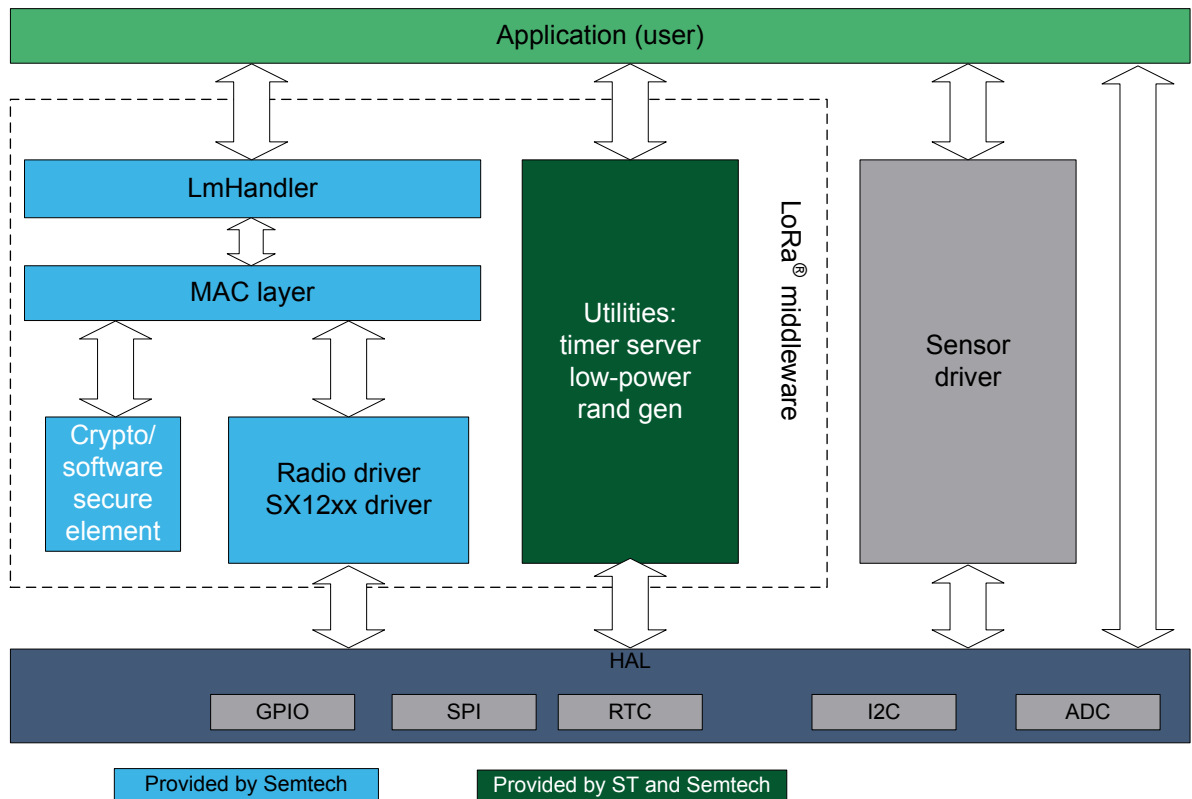 Application (user)
LmHandler
MAC layer
Crypto/
software
secure
element
Radio driver
SX12xx driver
Utilities:
timer server
low-power
rand gen
LoRa® middleware
Sensor
driver
HAL
GPIO
SPI
RTC
I2C
ADC
Provided by Semtech
Provided by ST and Semtech